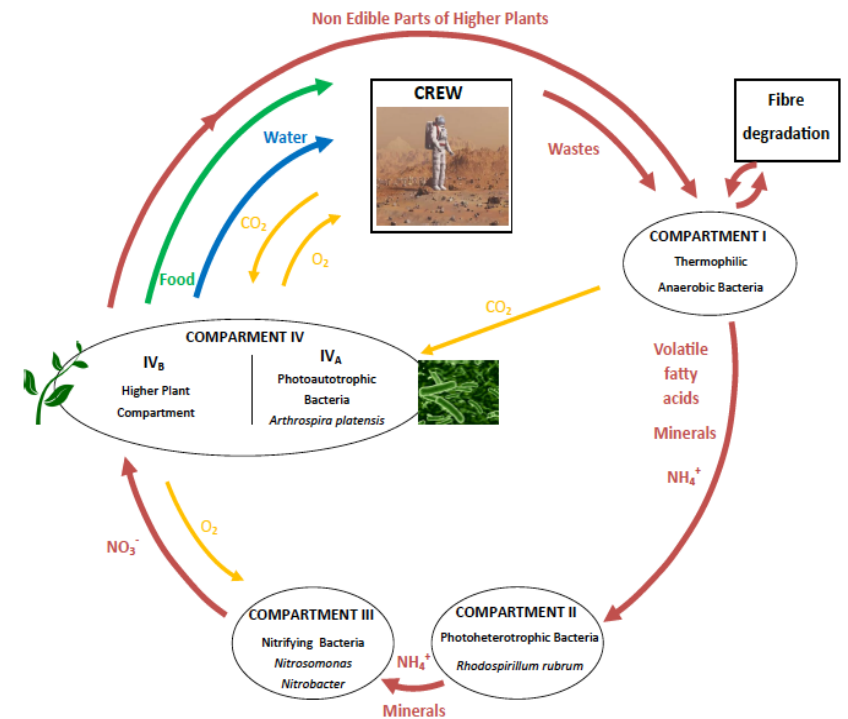 Non Edible Parts of Higher Plants
CREW
Fibre
degradation
Water
Wastes
CO₂
O₂
Food
COMPARTMENT I
Thermophilic
Anaerobic Bacteria
CO₂
COMPARMENT IV
IV_B
Higher Plant
Compartment
IV_A
Photoautotrophic
Bacteria
Arthrospira platensis
Volatile
fatty
acids
Minerals
NH₄⁺
O₂
NO₃⁻
COMPARTMENT III
Nitrifying Bacteria
Nitrosomonas
Nitrobacter
COMPARTMENT II
Photoheterotrophic Bacteria
Rhodospirillum rubrum
NH₄⁺
Minerals